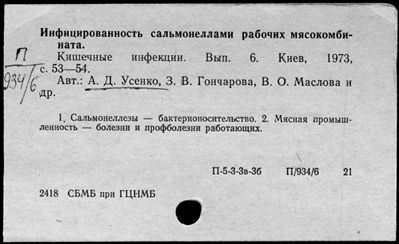 Инфицированность сальмонеллами рабочих мясокомби-
ната.
Кишечные инфекции. Вып. 6. Киев, 1973,
с. 53—54.
П
934/6
Авт.: А. Д. Усенко, З. В. Гончарова, В. О. Маслова и
др.
1. Сальмонеллезы — бактерионосительство. 2. Мясная промыш-
ленность — болезни и профболезни работающих.
П-5-3-3в-3б П/934/6 21
2418 СБМБ при ГЦНМБ